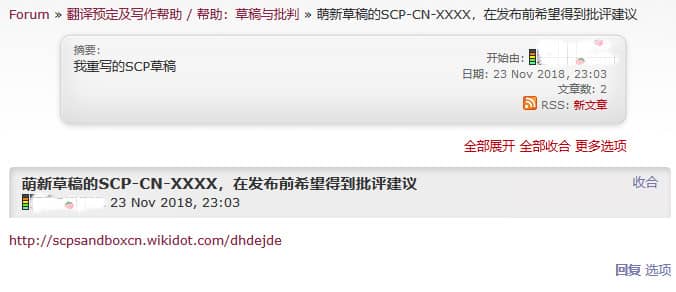 Forum » 翻译预定及写作帮助 / 帮助：草稿与批判 » 萌新草稿的SCP-CN-XXXX，在发布前希望得到批评建议
摘要:
我重写的SCP草稿
开始由:
日期: 23 Nov 2018, 23:03
文章数: 2
RSS: 新文章
全部展开 全部收合 更多选项
萌新草稿的SCP-CN-XXXX，在发布前希望得到批评建议
收合
23 Nov 2018, 23:03
http://scpsandboxcn.wikidot.com/dhdejde
回复 选项